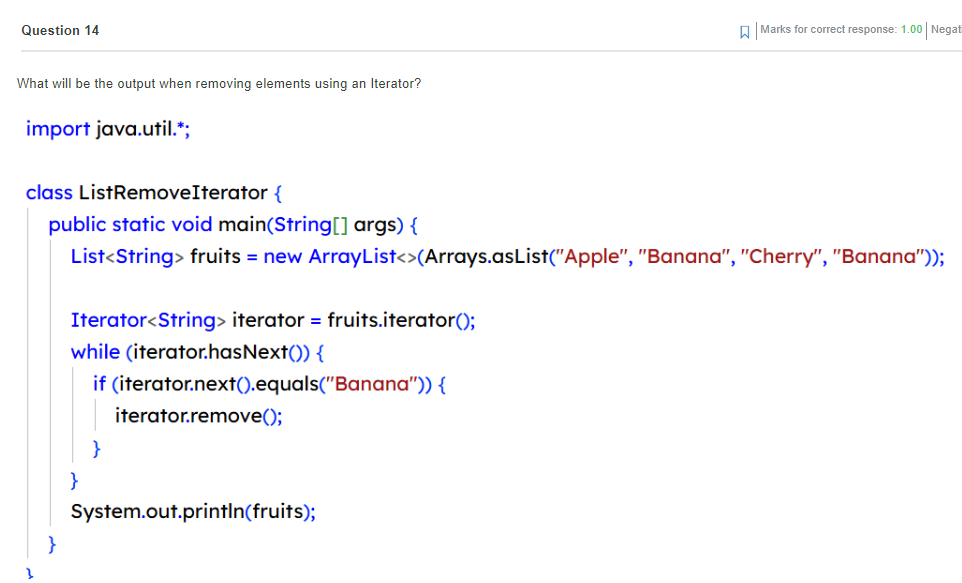 Question 14
Marks for correct response: 1.00 Negat
What will be the output when removing elements using an Iterator?
import java.util.*;
class ListRemoveIterator {
public static void main(String[] args) {
List<String> fruits = new ArrayList<>(Arrays.asList("Apple", "Banana", "Cherry", "Banana"));
Iterator<String> iterator = fruits.iterator();
while (iterator.hasNext()) {
if (iterator.next().equals("Banana")) {
iterator.remove();
}
}
System.out.println(fruits);
}
}